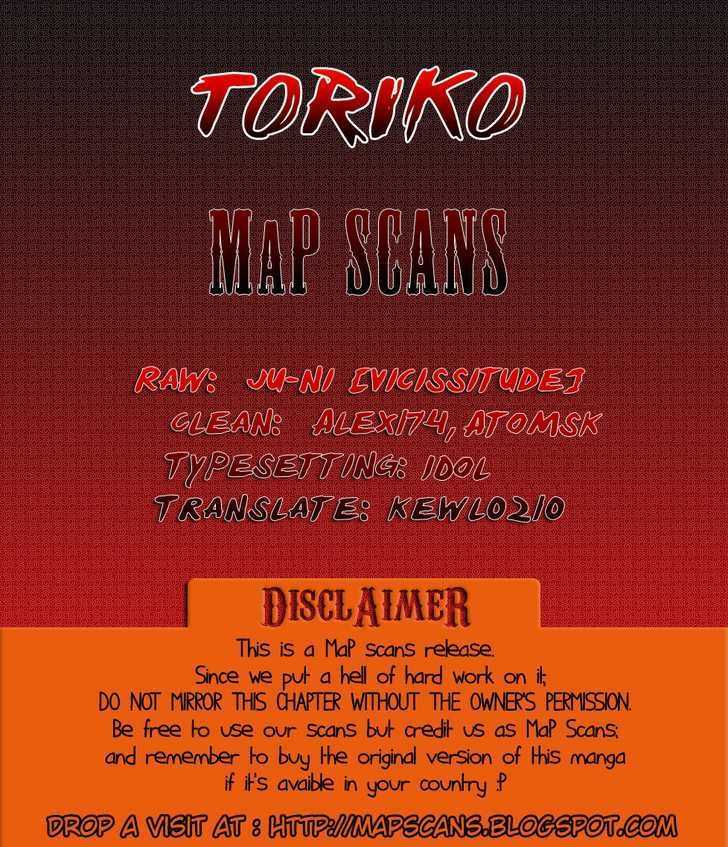 TORIKO
MAP SCANS
RAW: JU-NI [VICISSITUDE]
CLEAN: ALEX174, ATOMSK
TYPESETTING: IDOL
TRANSLATE: KEWL0210
DISCLAIMER
This is a MaP scans release.
Since we put a hell of hard work on it,
DO NOT MIRROR THIS CHAPTER WITHOUT THE OWNER'S PERMISSION.
Be free to use our scans but credit us as MaP Scans;
and remember to buy the original version of this manga
if it's avaible in your country :P
DROP A VISIT AT : HTTP://MAPSCANS.BLOGSPOT.COM